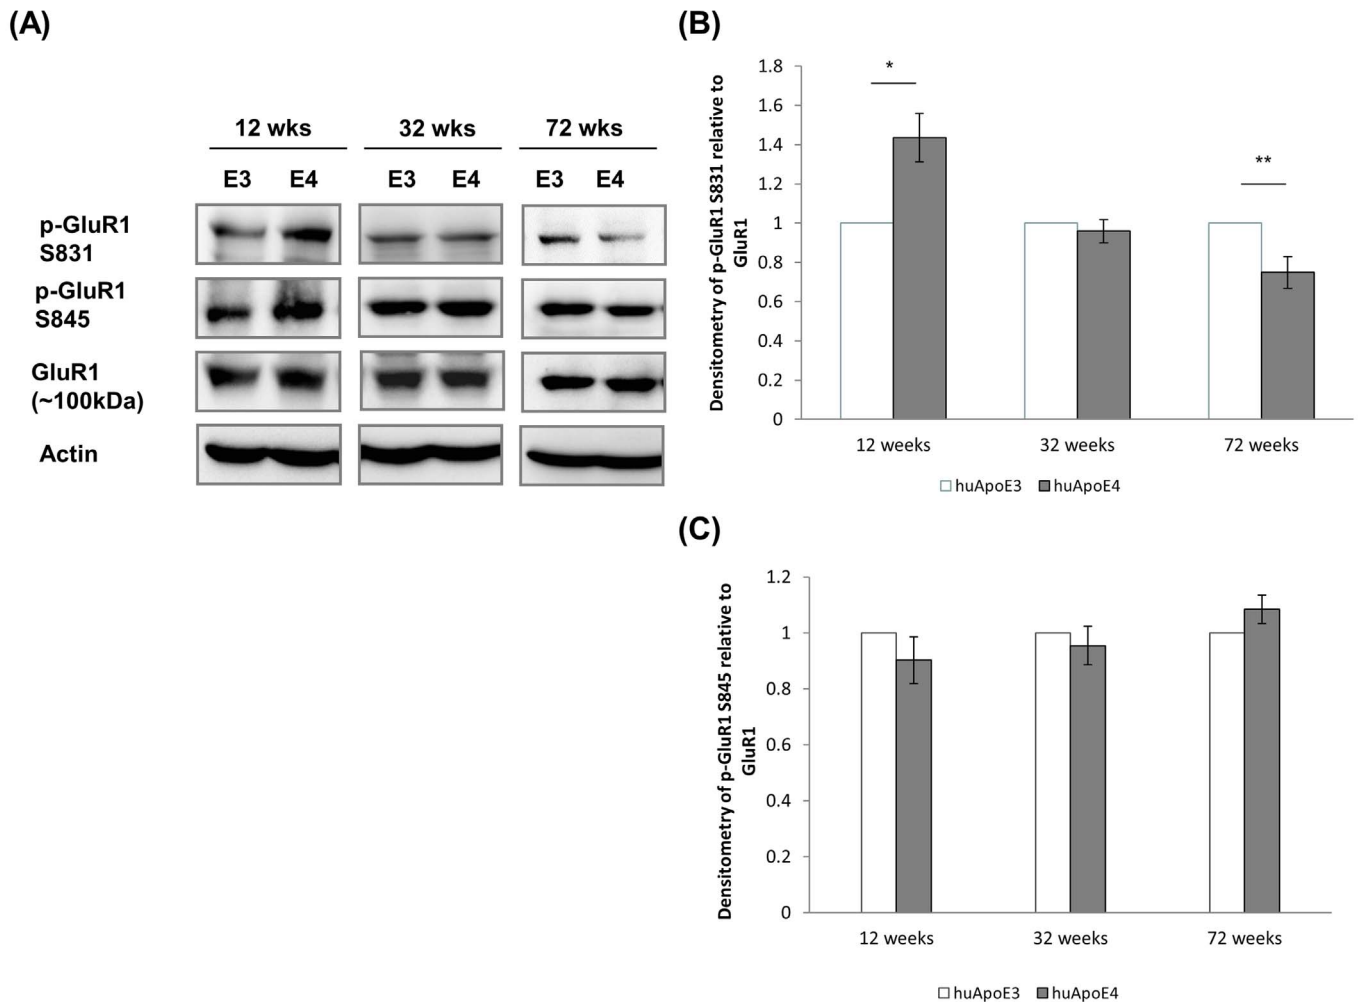 (A)
12 wks 32 wks 72 wks
E3 E4 E3 E4 E3 E4
p-GluR1
S831
p-GluR1
S845
GluR1
(~100kDa)
Actin
(B)
Densitometry of p-GluR1 S831 relative to
GluR1
1.8
1.6
1.4
1.2
1
0.8
0.6
0.4
0.2
0
*
**
12 weeks 32 weeks 72 weeks
huApoE3 huApoE4
(C)
Densitometry of p-GluR1 S845 relative to
GluR1
1.2
1
0.8
0.6
0.4
0.2
0
12 weeks 32 weeks 72 weeks
huApoE3 huApoE4